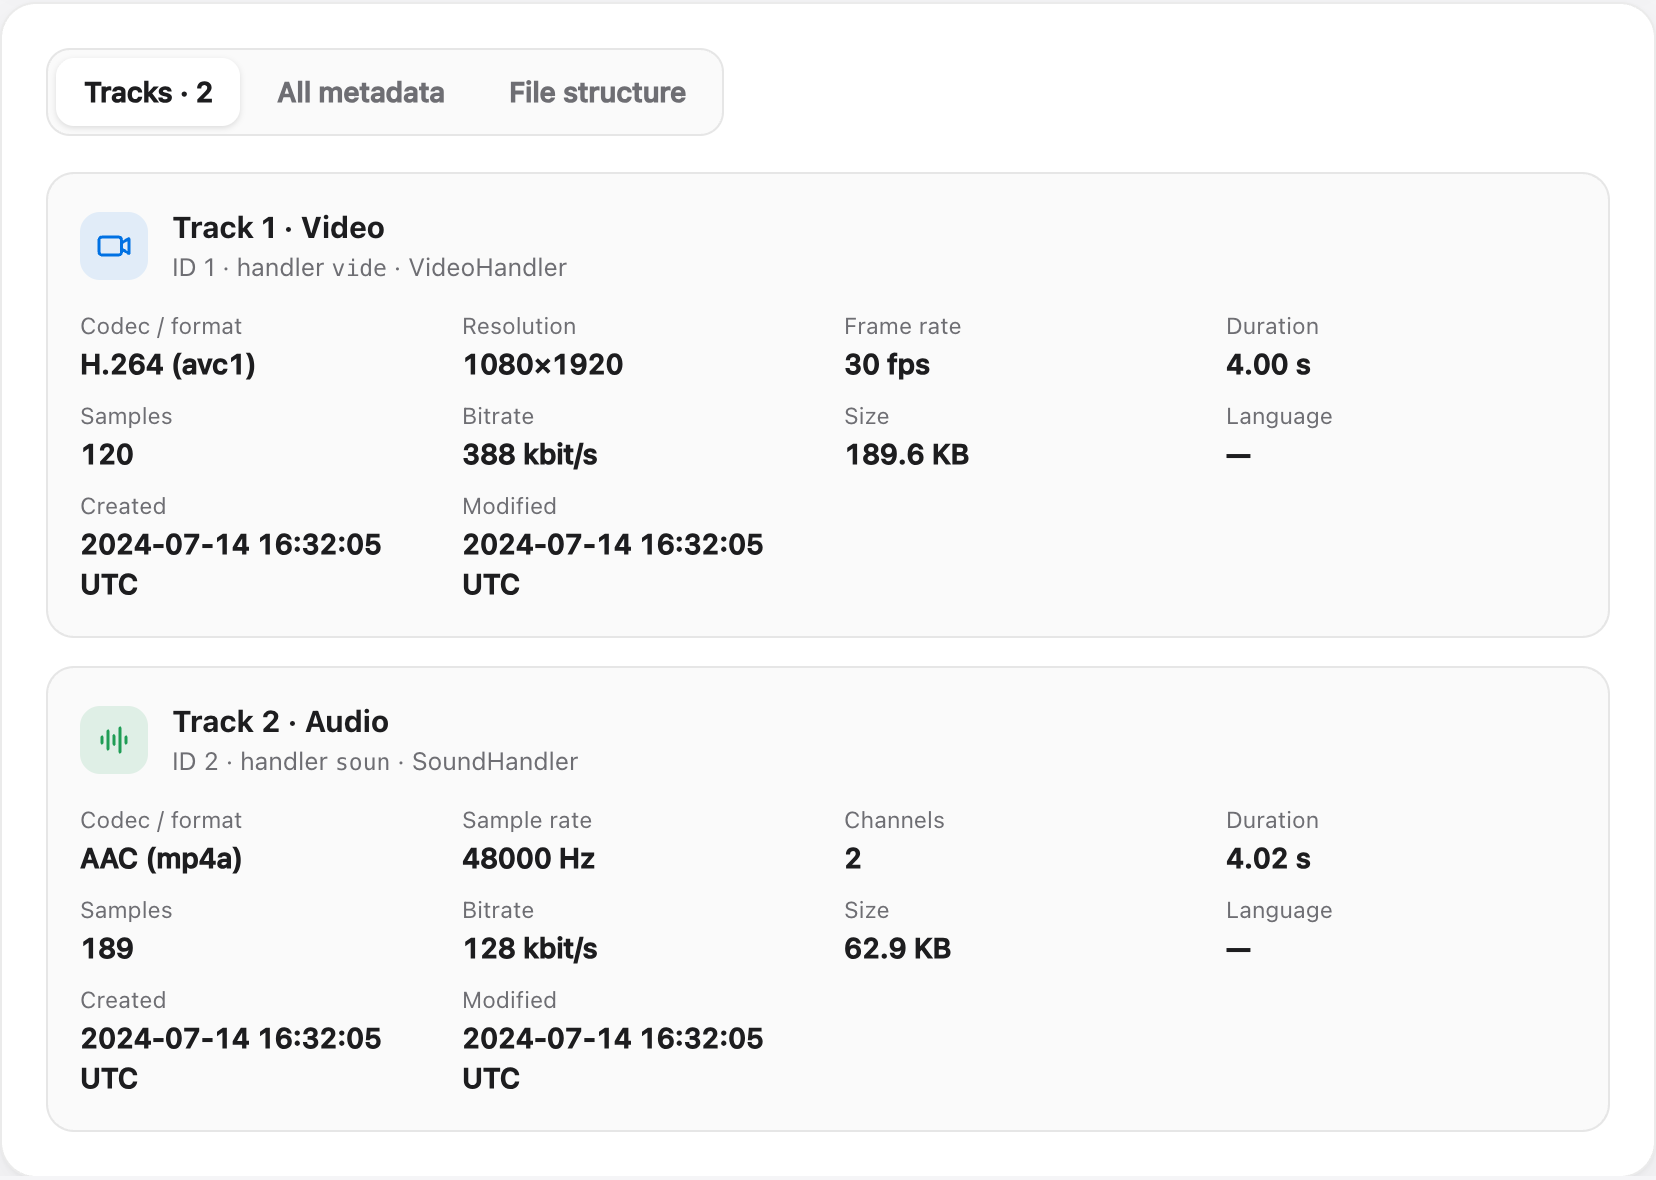 Tracks · 2 All metadata File structure
Track 1 · Video
ID 1 · handler vide · VideoHandler
Codec / format Resolution Frame rate Duration
H.264 (avc1) 1080×1920 30 fps 4.00 s
Samples Bitrate Size Language
120 388 kbit/s 189.6 KB —
Created Modified
2024-07-14 16:32:05 2024-07-14 16:32:05
UTC UTC
Track 2 · Audio
ID 2 · handler soun · SoundHandler
Codec / format Sample rate Channels Duration
AAC (mp4a) 48000 Hz 2 4.02 s
Samples Bitrate Size Language
189 128 kbit/s 62.9 KB —
Created Modified
2024-07-14 16:32:05 2024-07-14 16:32:05
UTC UTC